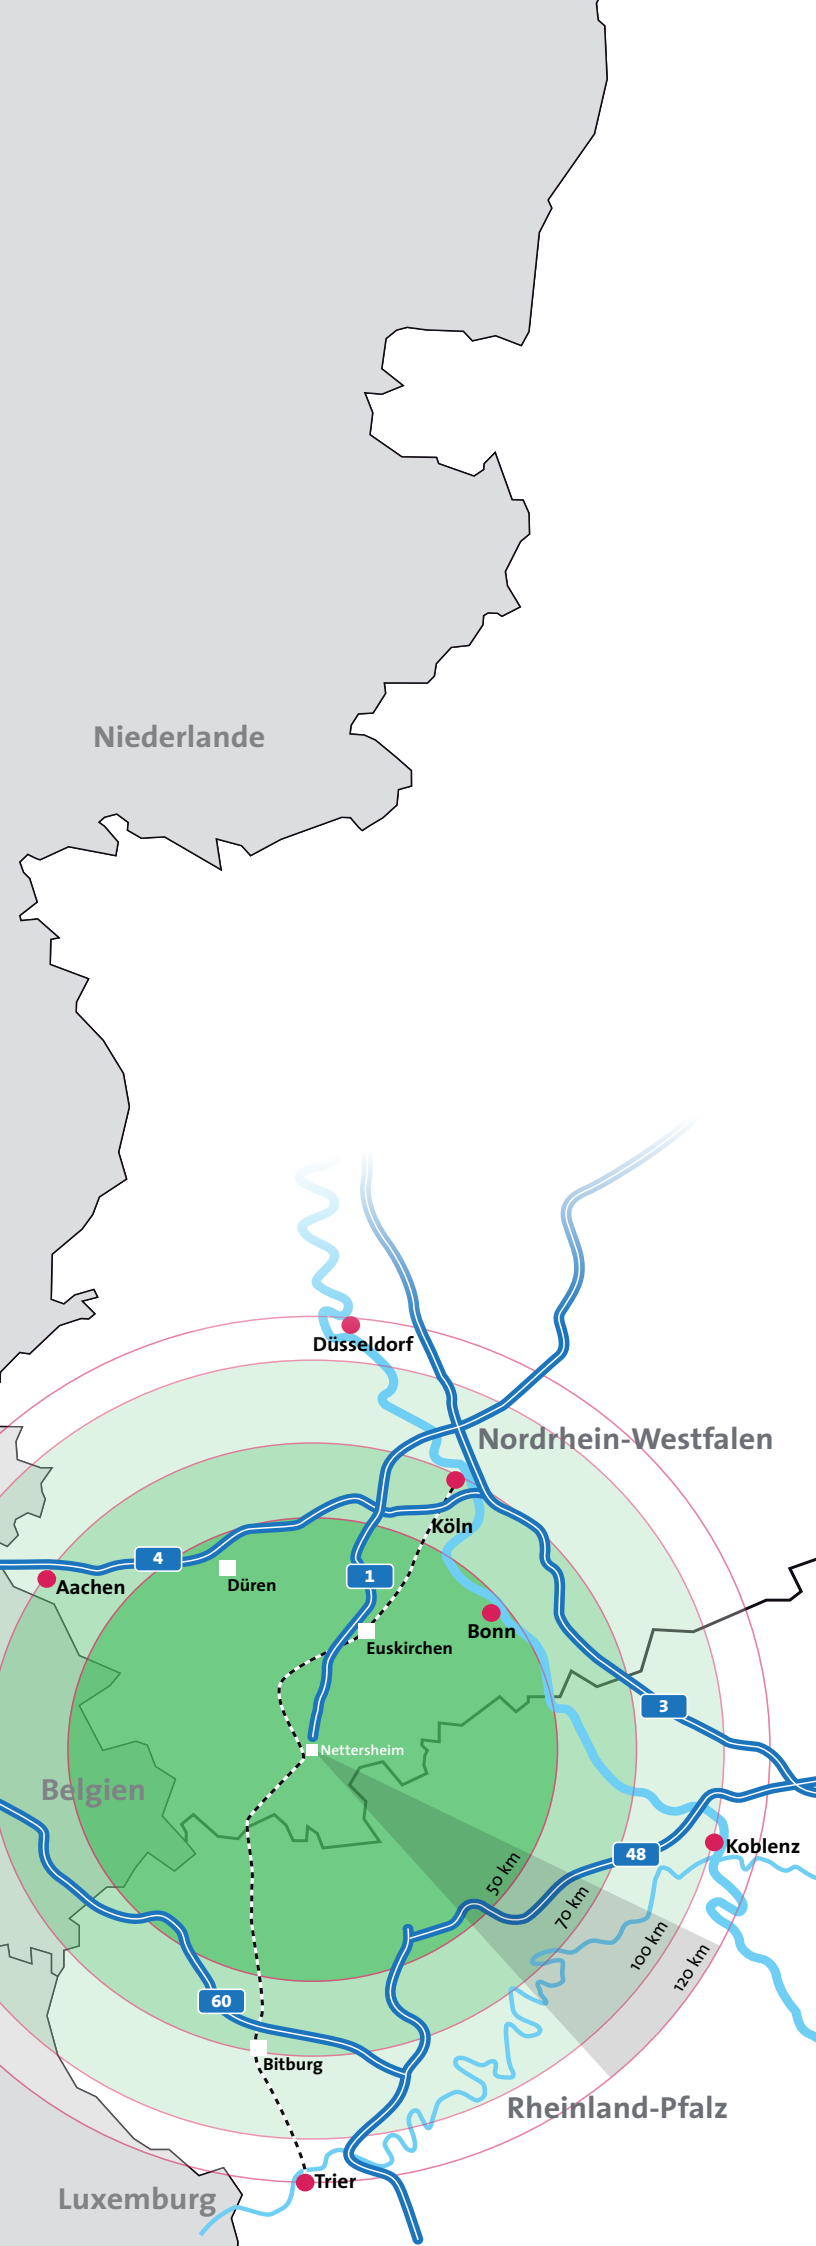 Niederlande
Düsseldorf
Nordrhein-Westfalen
Köln
4
Aachen
Düren
1
Bonn
Euskirchen
3
Nettersheim
Belgien
Koblenz
48
50 km
70 km
100 km
120 km
60
Bitburg
Rheinland-Pfalz
Trier
Luxemburg